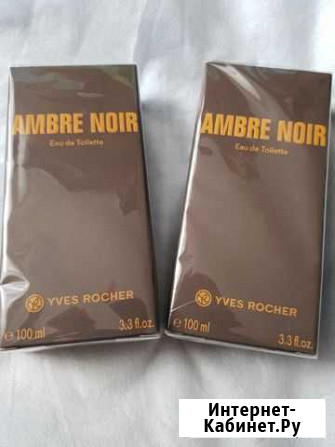 AMBRE NOIR
Eau de Toilette
YVES ROCHER
℮ 100 ml 3.3 fl.oz.
AMBRE NOIR
Eau de Toilette
YVES ROCHER
℮ 100 ml 3.3 fl.oz.
Интернет-
Кабинет.Ру